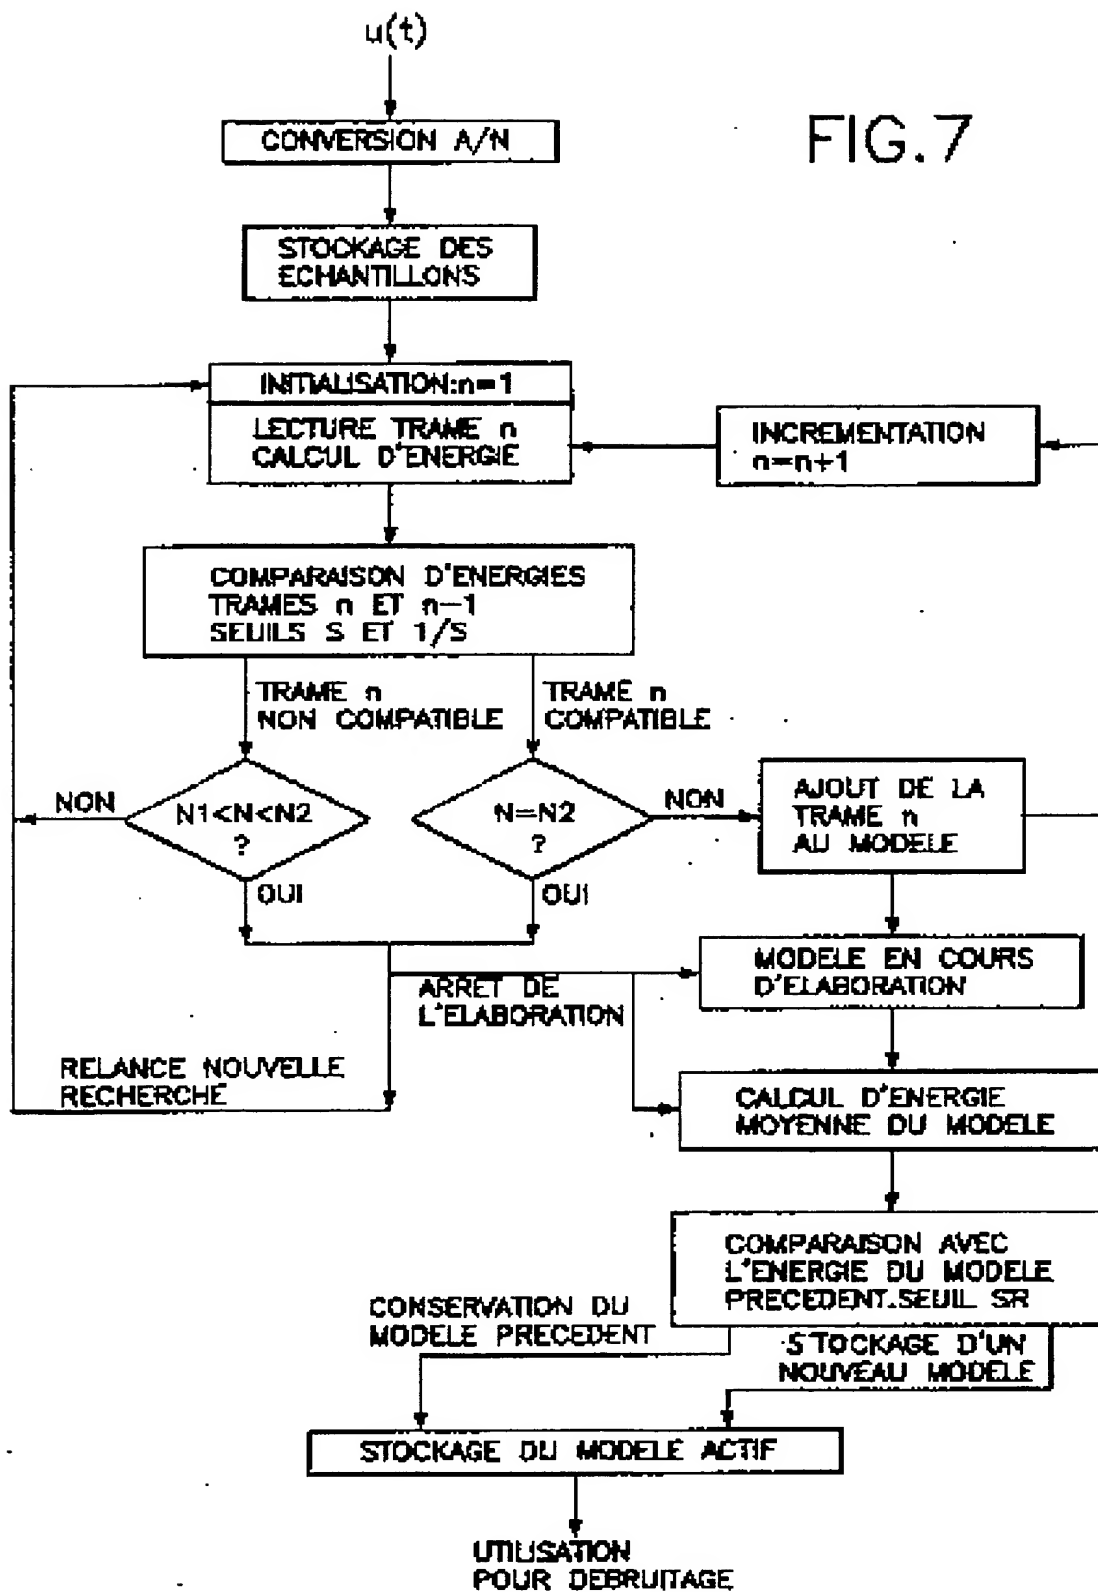 u(t)
FIG.7
CONVERSION A/N
STOCKAGE DES
ECHANTILLONS
INITIALISATION:n=1
LECTURE TRAME n
CALCUL D'ENERGIE
INCREMENTATION
n=n+1
COMPARAISON D'ENERGIES
TRAMES n ET n-1
SEUILS S ET 1/S
TRAME n
NON COMPATIBLE
TRAME n
COMPATIBLE
NON
N1<N<N2
?
OUI
N=N2
?
OUI
NON
AJOUT DE LA
TRAME n
AU MODELE
MODELE EN COURS
D'ELABORATION
ARRET DE
L'ELABORATION
RELANCE NOUVELLE
RECHERCHE
CALCUL D'ENERGIE
MOYENNE DU MODELE
COMPARAISON AVEC
L'ENERGIE DU MODELE
PRECEDENT.SEUIL SR
CONSERVATION DU
MODELE PRECEDENT
STOCKAGE D'UN
NOUVEAU MODELE
STOCKAGE DU MODELE ACTIF
UTILISATION
POUR DEBRUITAGE